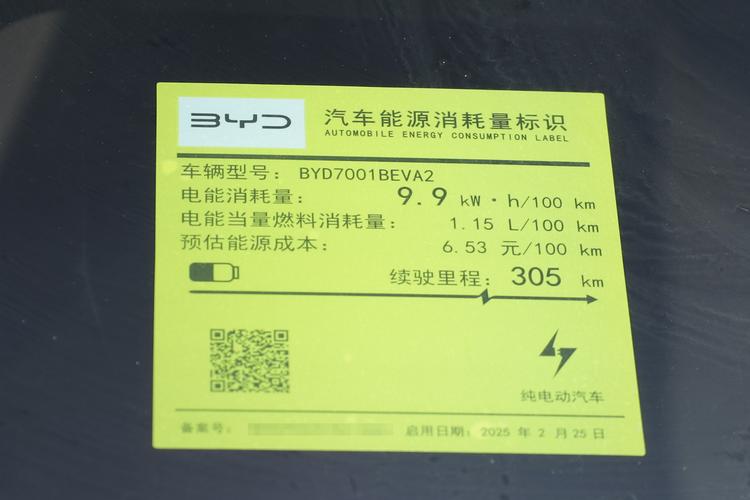 BYD 汽车能源消耗量标识
AUTOMOBILE ENERGY CONSUMPTION LABEL
车辆型号: BYD7001BEVA2
电能消耗量: 9.9 kW·h/100 km
电能当量燃料消耗量: 1.15 L/100 km
预估能源成本: 6.53 元/100 km
续驶里程: 305 km
纯电动汽车
备案号: 启用日期: 2025 年 2 月 25 日